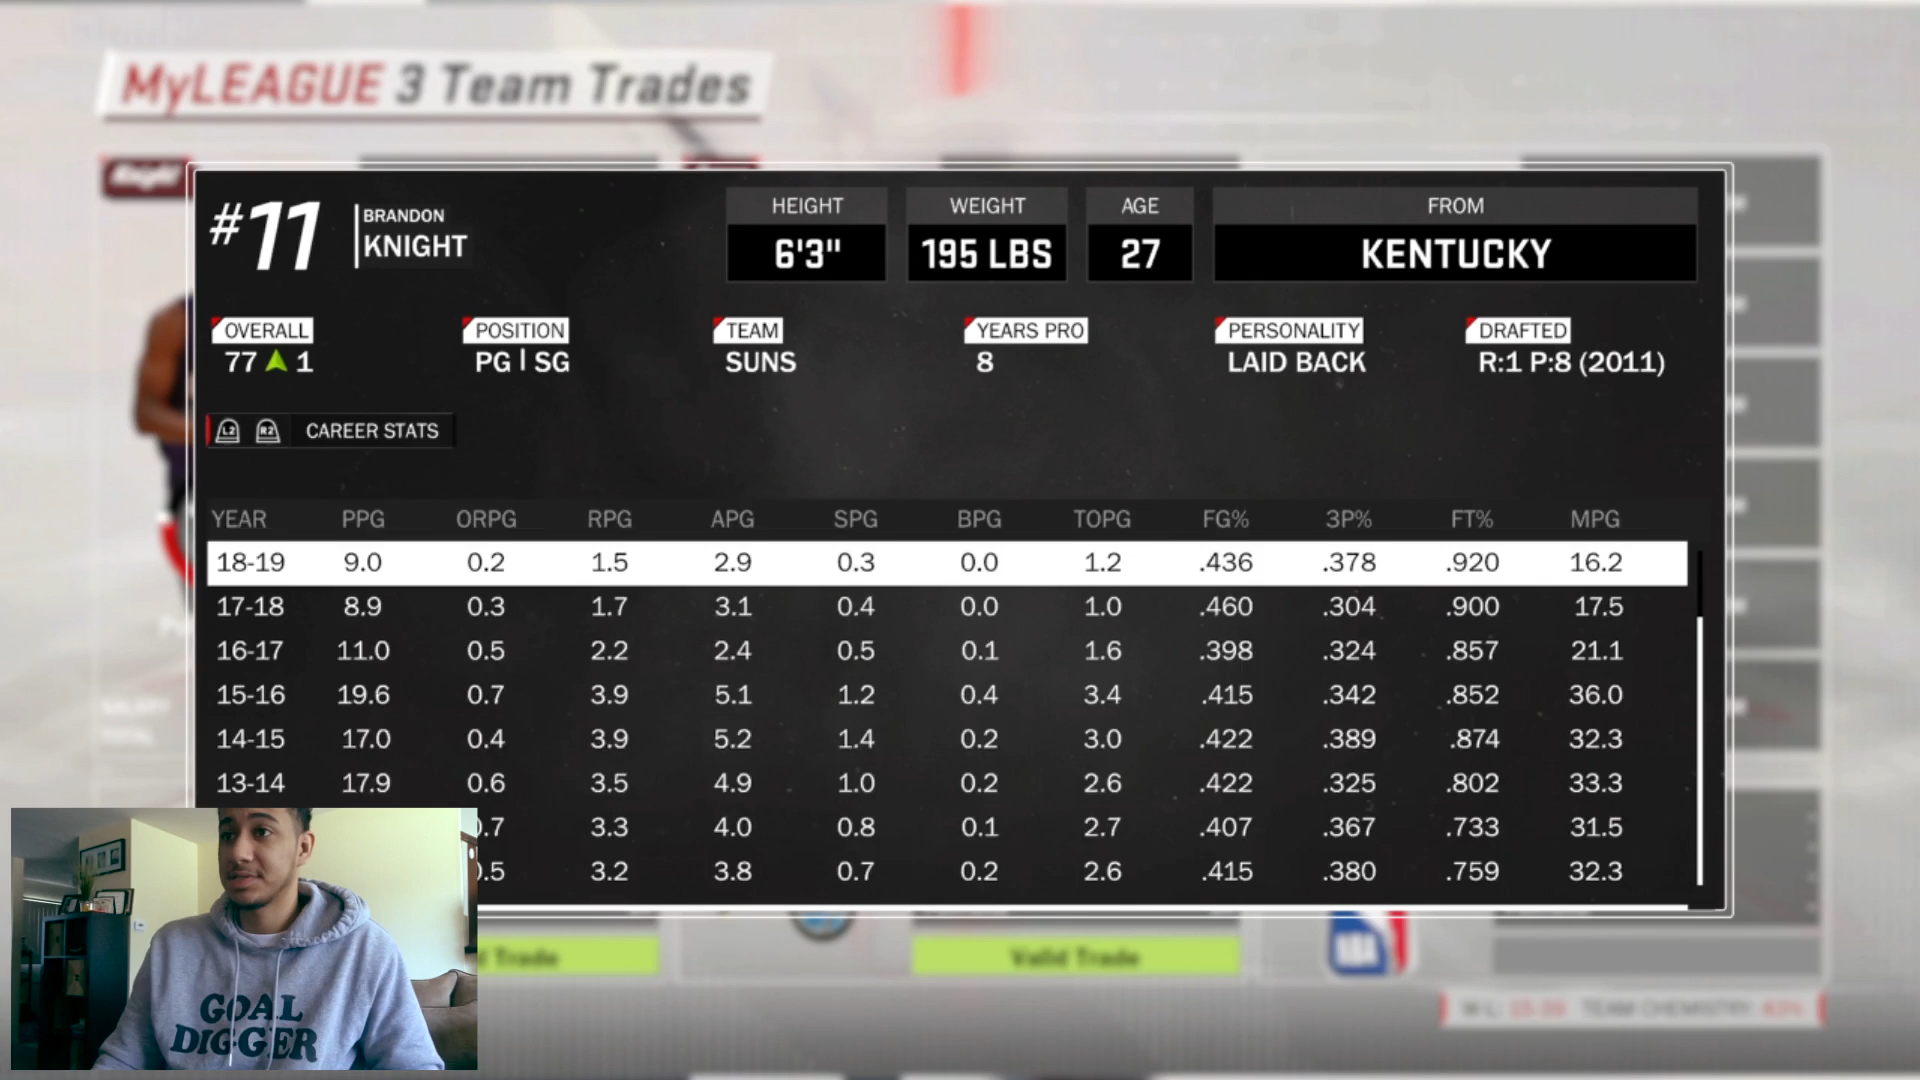 MyLEAGUE 3 Team Trades
Knight
#11
BRANDON
KNIGHT
HEIGHT WEIGHT AGE FROM
6'3" 195 LBS 27 KENTUCKY
OVERALL POSITION TEAM YEARS PRO PERSONALITY DRAFTED
77 1 PG | SG SUNS 8 LAID BACK R:1 P:8 (2011)
L2 R2 CAREER STATS
YEAR PPG ORPG RPG APG SPG BPG TOPG FG% 3P% FT% MPG
18-19 9.0 0.2 1.5 2.9 0.3 0.0 1.2 .436 .378 .920 16.2
17-18 8.9 0.3 1.7 3.1 0.4 0.0 1.0 .460 .304 .900 17.5
16-17 11.0 0.5 2.2 2.4 0.5 0.1 1.6 .398 .324 .857 21.1
15-16 19.6 0.7 3.9 5.1 1.2 0.4 3.4 .415 .342 .852 36.0
14-15 17.0 0.4 3.9 5.2 1.4 0.2 3.0 .422 .389 .874 32.3
13-14 17.9 0.6 3.5 4.9 1.0 0.2 2.6 .422 .325 .802 33.3
.7 3.3 4.0 0.8 0.1 2.7 .407 .367 .733 31.5
.5 3.2 3.8 0.7 0.2 2.6 .415 .380 .759 32.3
Trade Valid Trade
TEAM CHEMISTRY:
GOAL
DIGGER